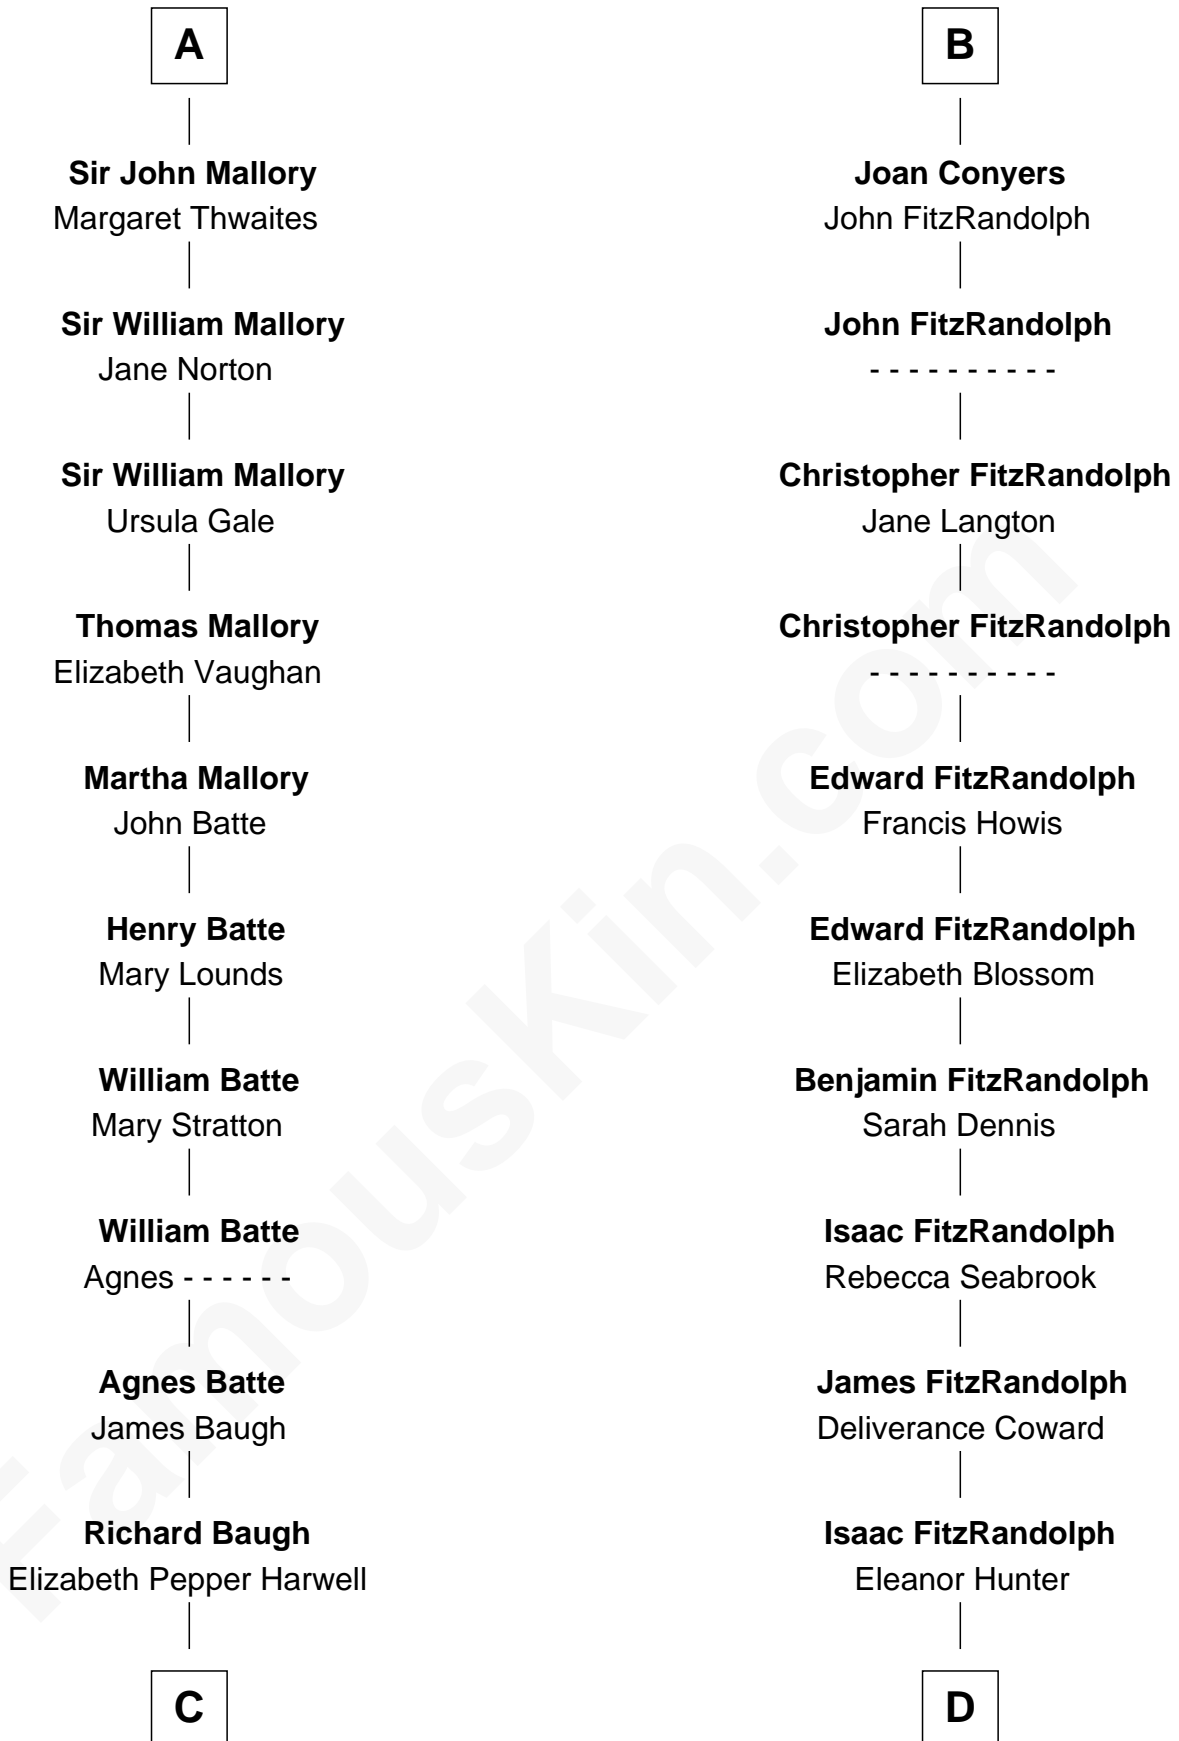 A
Sir John Mallory
Margaret Thwaites
Sir William Mallory
Jane Norton
Sir William Mallory
Ursula Gale
Thomas Mallory
Elizabeth Vaughan
Martha Mallory
John Batte
Henry Batte
Mary Lounds
William Batte
Mary Stratton
William Batte
Agnes - - - - - -
Agnes Batte
James Baugh
Richard Baugh
Elizabeth Pepper Harwell
C
B
Joan Conyers
John FitzRandolph
John FitzRandolph
- - - - - - - - - -
Christopher FitzRandolph
Jane Langton
Christopher FitzRandolph
- - - - - - - - - -
Edward FitzRandolph
Francis Howis
Edward FitzRandolph
Elizabeth Blossom
Benjamin FitzRandolph
Sarah Dennis
Isaac FitzRandolph
Rebecca Seabrook
James FitzRandolph
Deliverance Coward
Isaac FitzRandolph
Eleanor Hunter
D
FamousKin.com